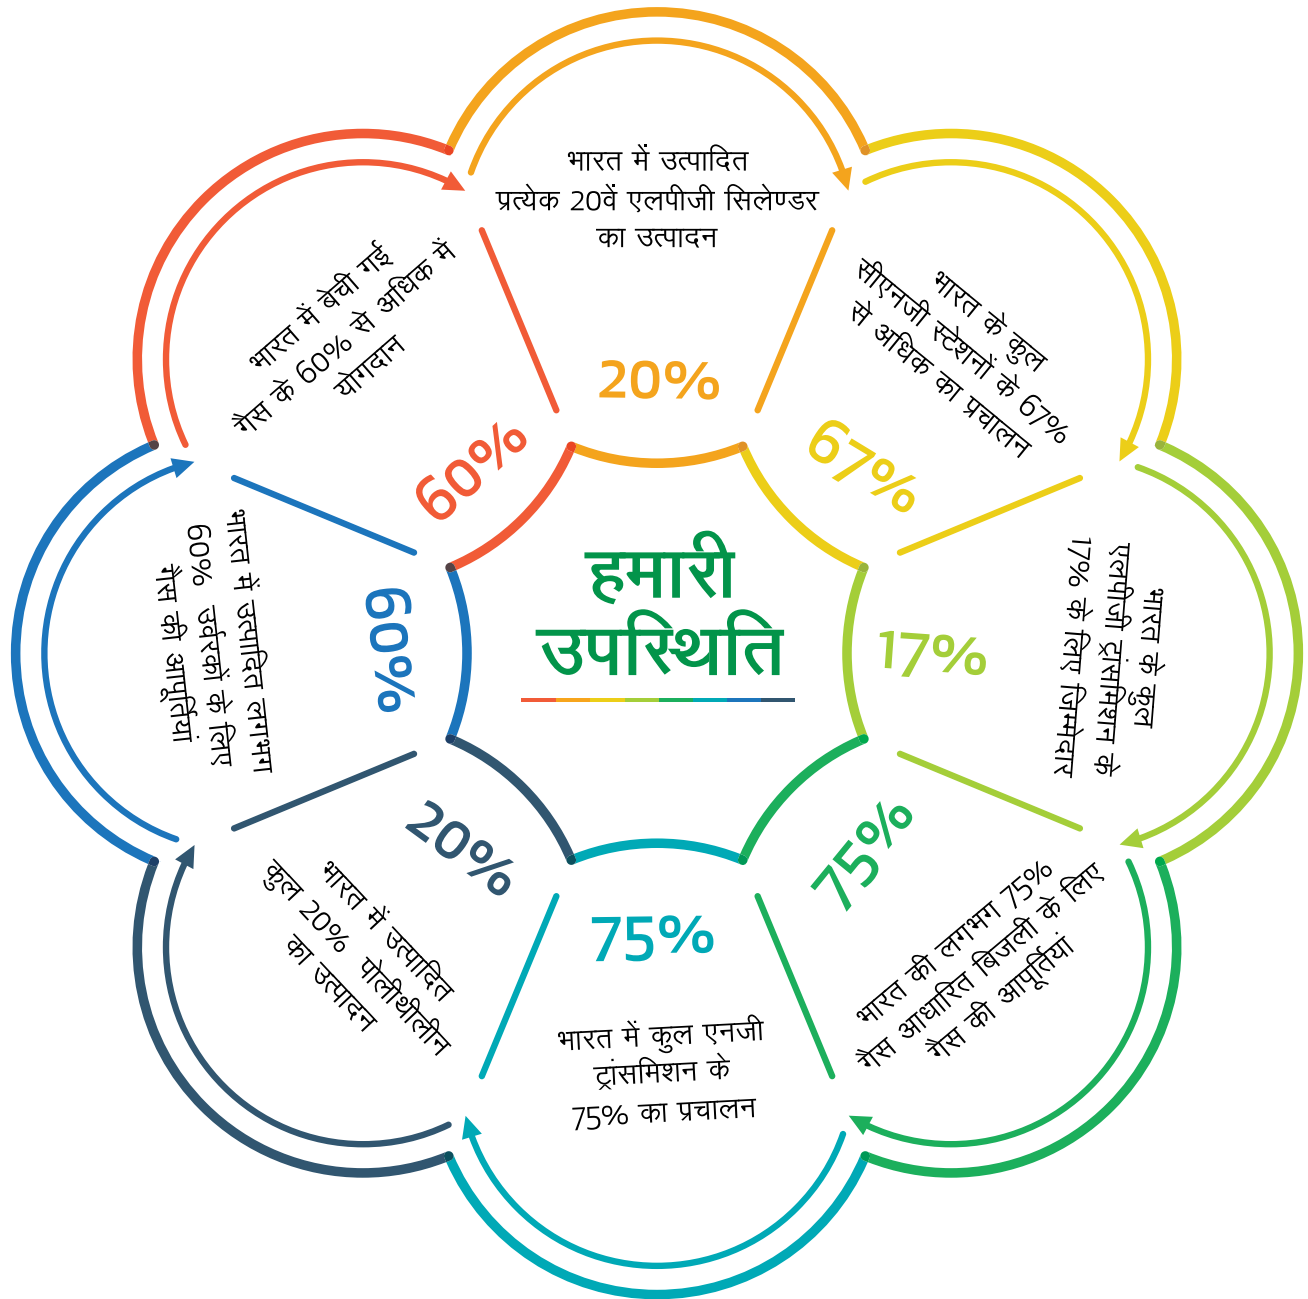 हमारी
उपस्थिति
भारत में उत्पादित
प्रत्येक 20वें एलपीजी सिलेण्डर
का उत्पादन
20%
भारत के कुल
सीएनजी स्टेशनों के 67%
से अधिक का प्रचालन
67%
भारत के कुल
एलपीजी ट्रांसमिशन के
17% के लिए जिम्मेदार
17%
भारत की लगभग 75%
गैस आधारित बिजली के लिए
गैस की आपूर्तियां
75%
भारत में कुल एनजी
ट्रांसमिशन के
75% का प्रचालन
75%
भारत में उत्पादित
कुल 20% पोलीथीलीन
का उत्पादन
20%
भारत में उत्पादित लगभग
60% उर्वरकों के लिए
गैस की आपूर्तियां
60%
भारत में बेची गई
गैस के 60% से अधिक में
योगदान
60%